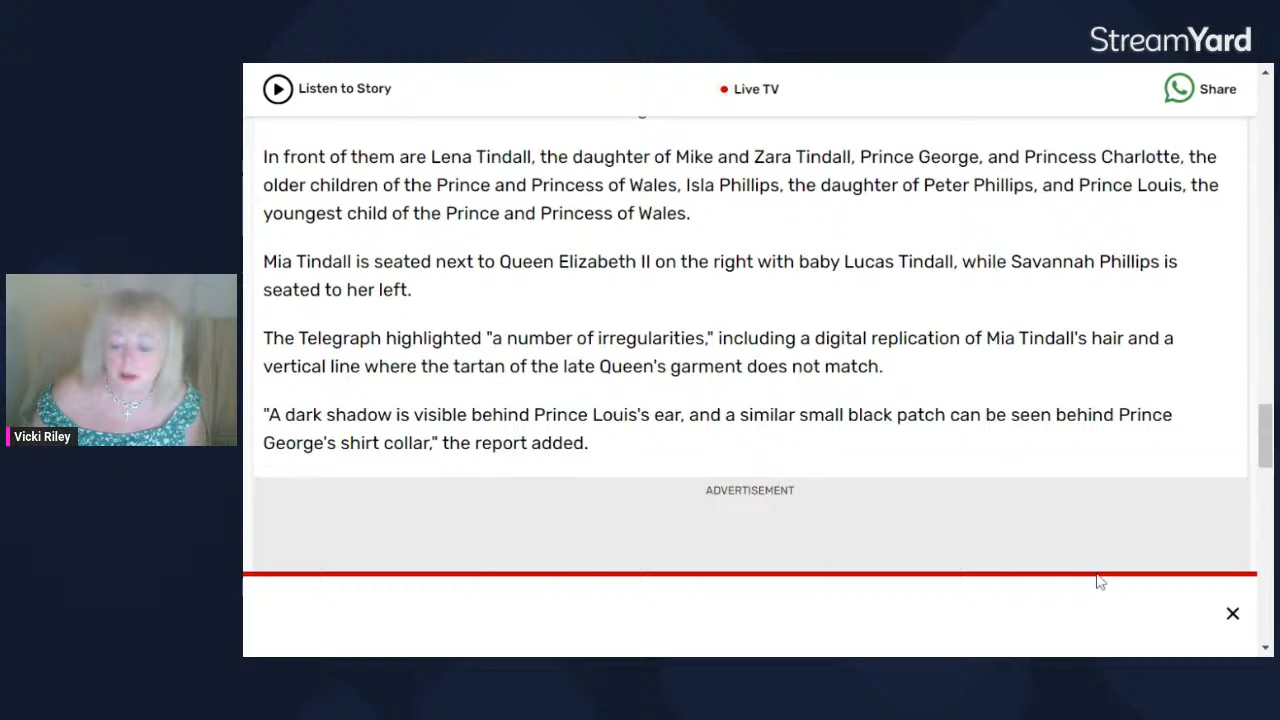 StreamYard
Listen to Story
Live TV
Share
In front of them are Lena Tindall, the daughter of Mike and Zara Tindall, Prince George, and Princess Charlotte, the
older children of the Prince and Princess of Wales, Isla Phillips, the daughter of Peter Phillips, and Prince Louis, the
youngest child of the Prince and Princess of Wales.
Mia Tindall is seated next to Queen Elizabeth II on the right with baby Lucas Tindall, while Savannah Phillips is
seated to her left.
The Telegraph highlighted "a number of irregularities," including a digital replication of Mia Tindall's hair and a
vertical line where the tartan of the late Queen's garment does not match.
"A dark shadow is visible behind Prince Louis's ear, and a similar small black patch can be seen behind Prince
George's shirt collar," the report added.
ADVERTISEMENT
Vicki Riley